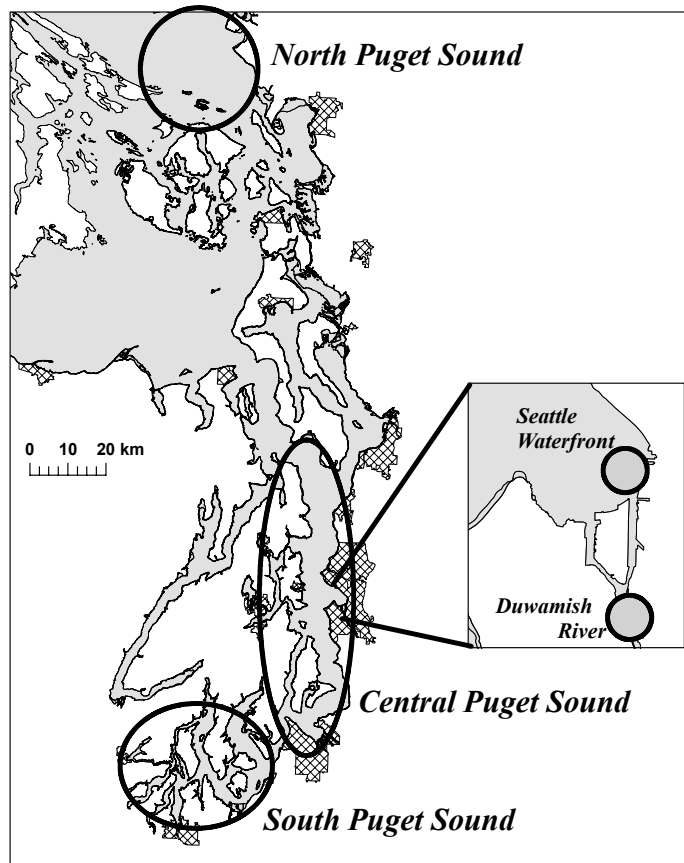 North Puget Sound
0 10 20 km
Seattle
Waterfront
Duwamish
River
Central Puget Sound
South Puget Sound